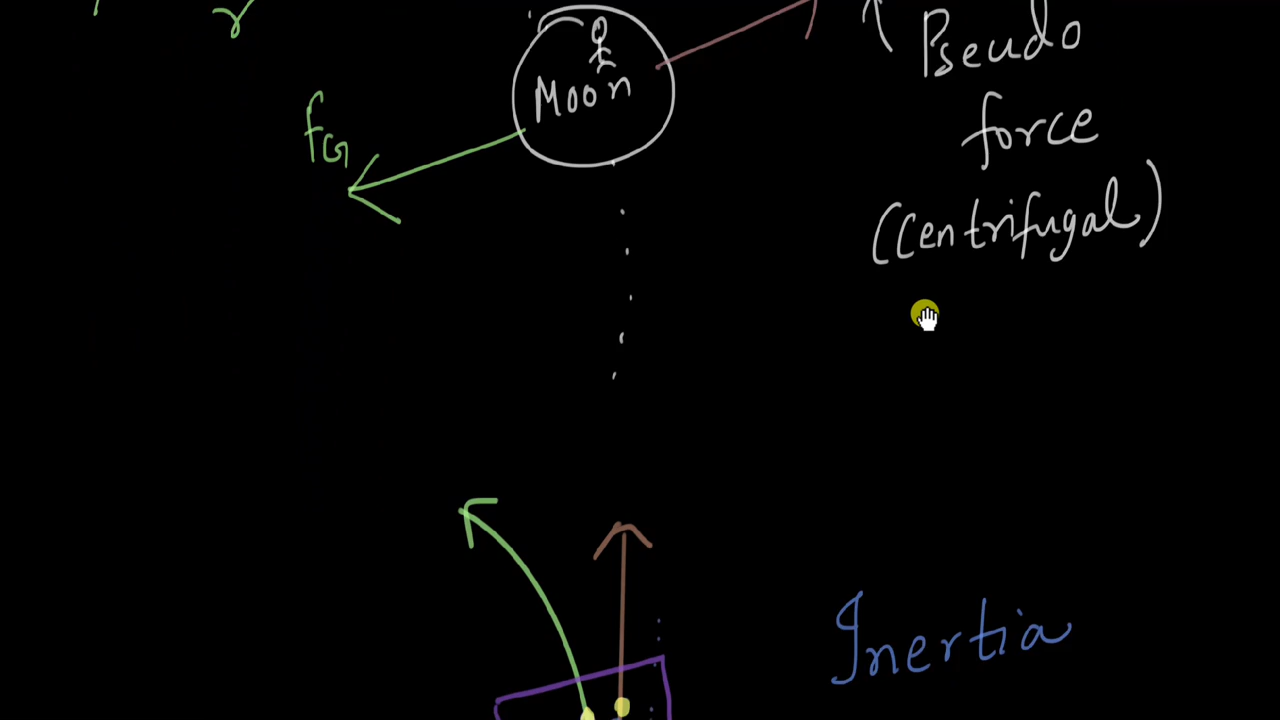 r
Pseudo
Moon
force
fG
(Centrifugal)
Inertia